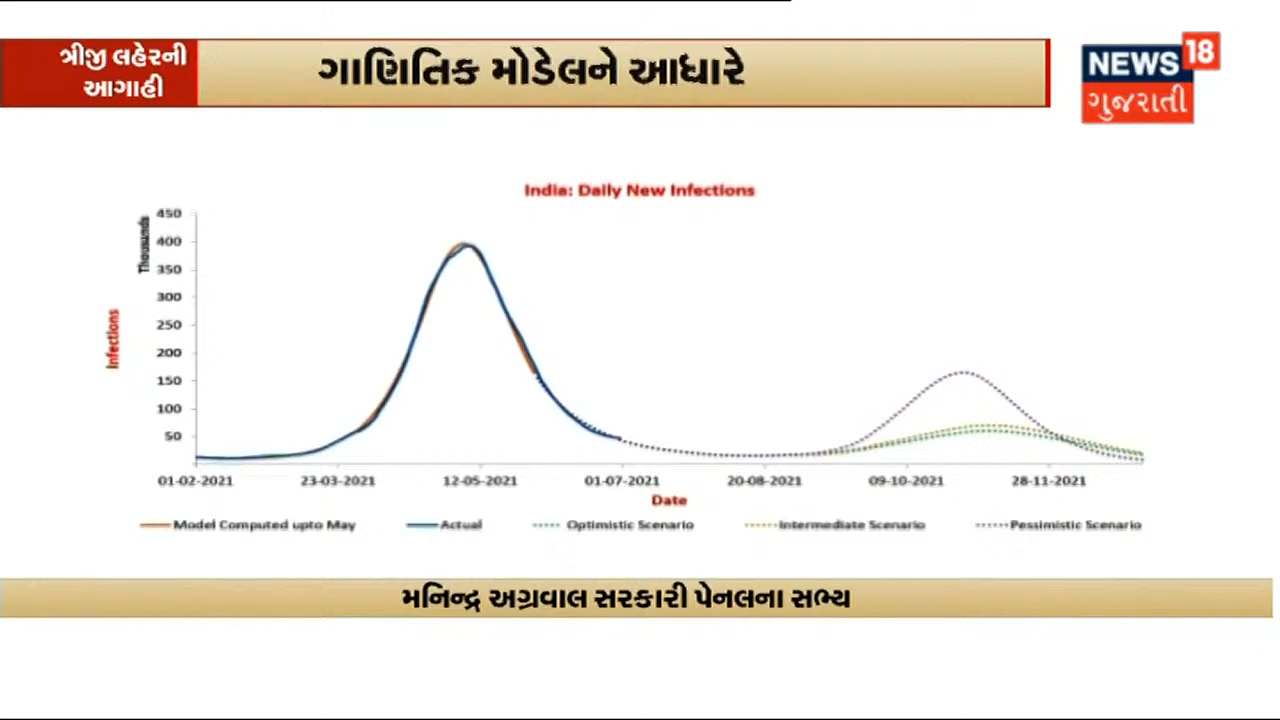 ત્રીજી લહેરની
આગાહી
ગાણિતિક મોડેલને આધારે
NEWS 18
ગુજરાતી
India: Daily New Infections
Thousands
Infections
450
400
350
300
250
200
150
100
50
01-02-2021 23-03-2021 12-05-2021 01-07-2021 20-08-2021 09-10-2021 28-11-2021
Date
Model Computed upto May Actual Optimistic Scenario Intermediate Scenario Pessimistic Scenario
મનિન્દ્ર અગ્રવાલ સરકારી પેનલના સભ્ય